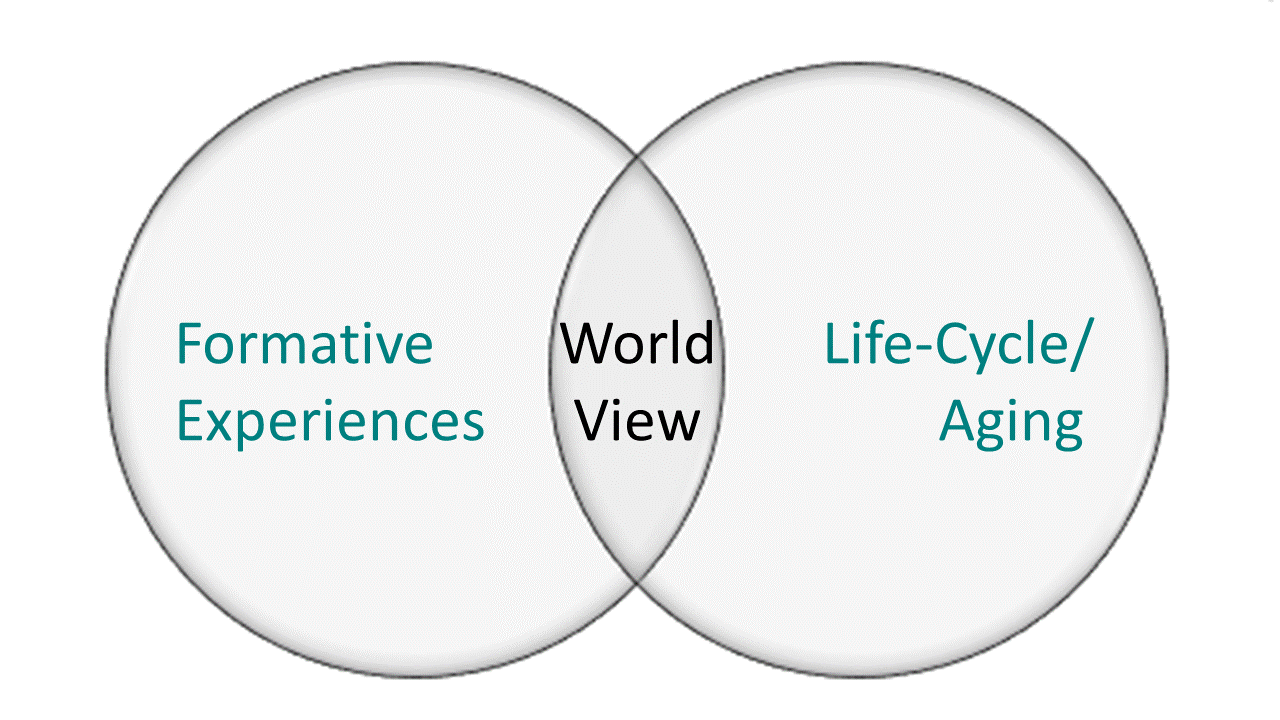 Formative
Experiences
World
View
Life-Cycle/
Aging